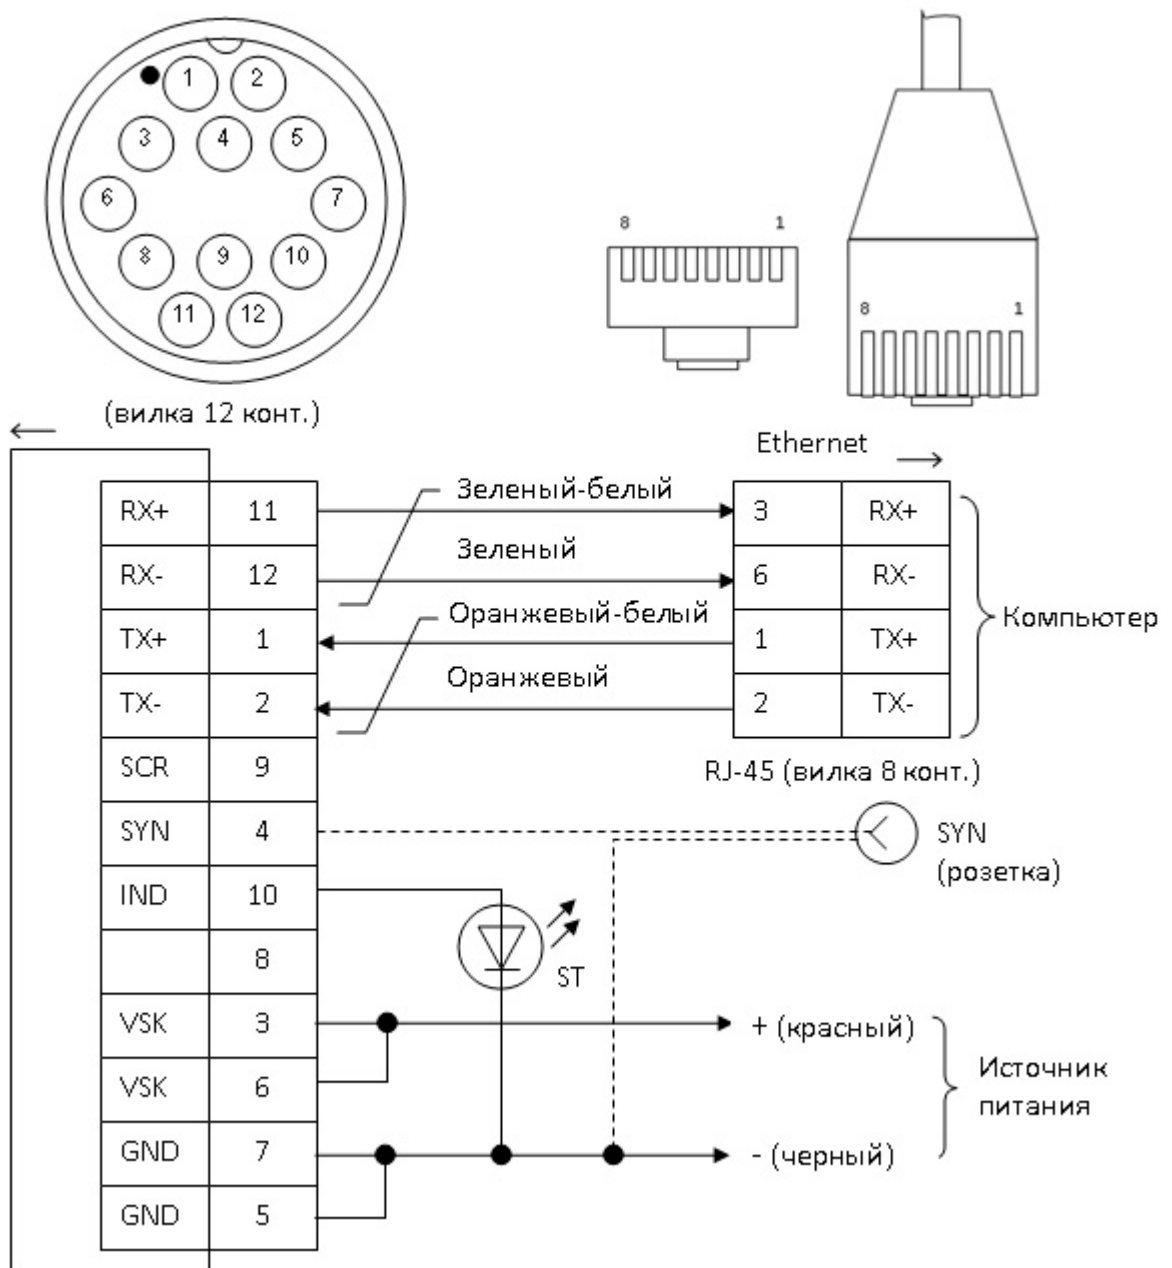 1 2
3 4 5
6 7
8 9 10
11 12
8 1
8 1
(вилка 12 конт.)
Ethernet
RX+ 11 Зеленый-белый 3 RX+
RX- 12 Зеленый 6 RX-
TX+ 1 Оранжевый-белый 1 TX+
TX- 2 Оранжевый 2 TX-
Компьютер
SCR 9
RJ-45 (вилка 8 конт.)
SYN 4
SYN
(розетка)
IND 10
8
ST
VSK 3 + (красный)
VSK 6
Источник
питания
GND 7 - (черный)
GND 5